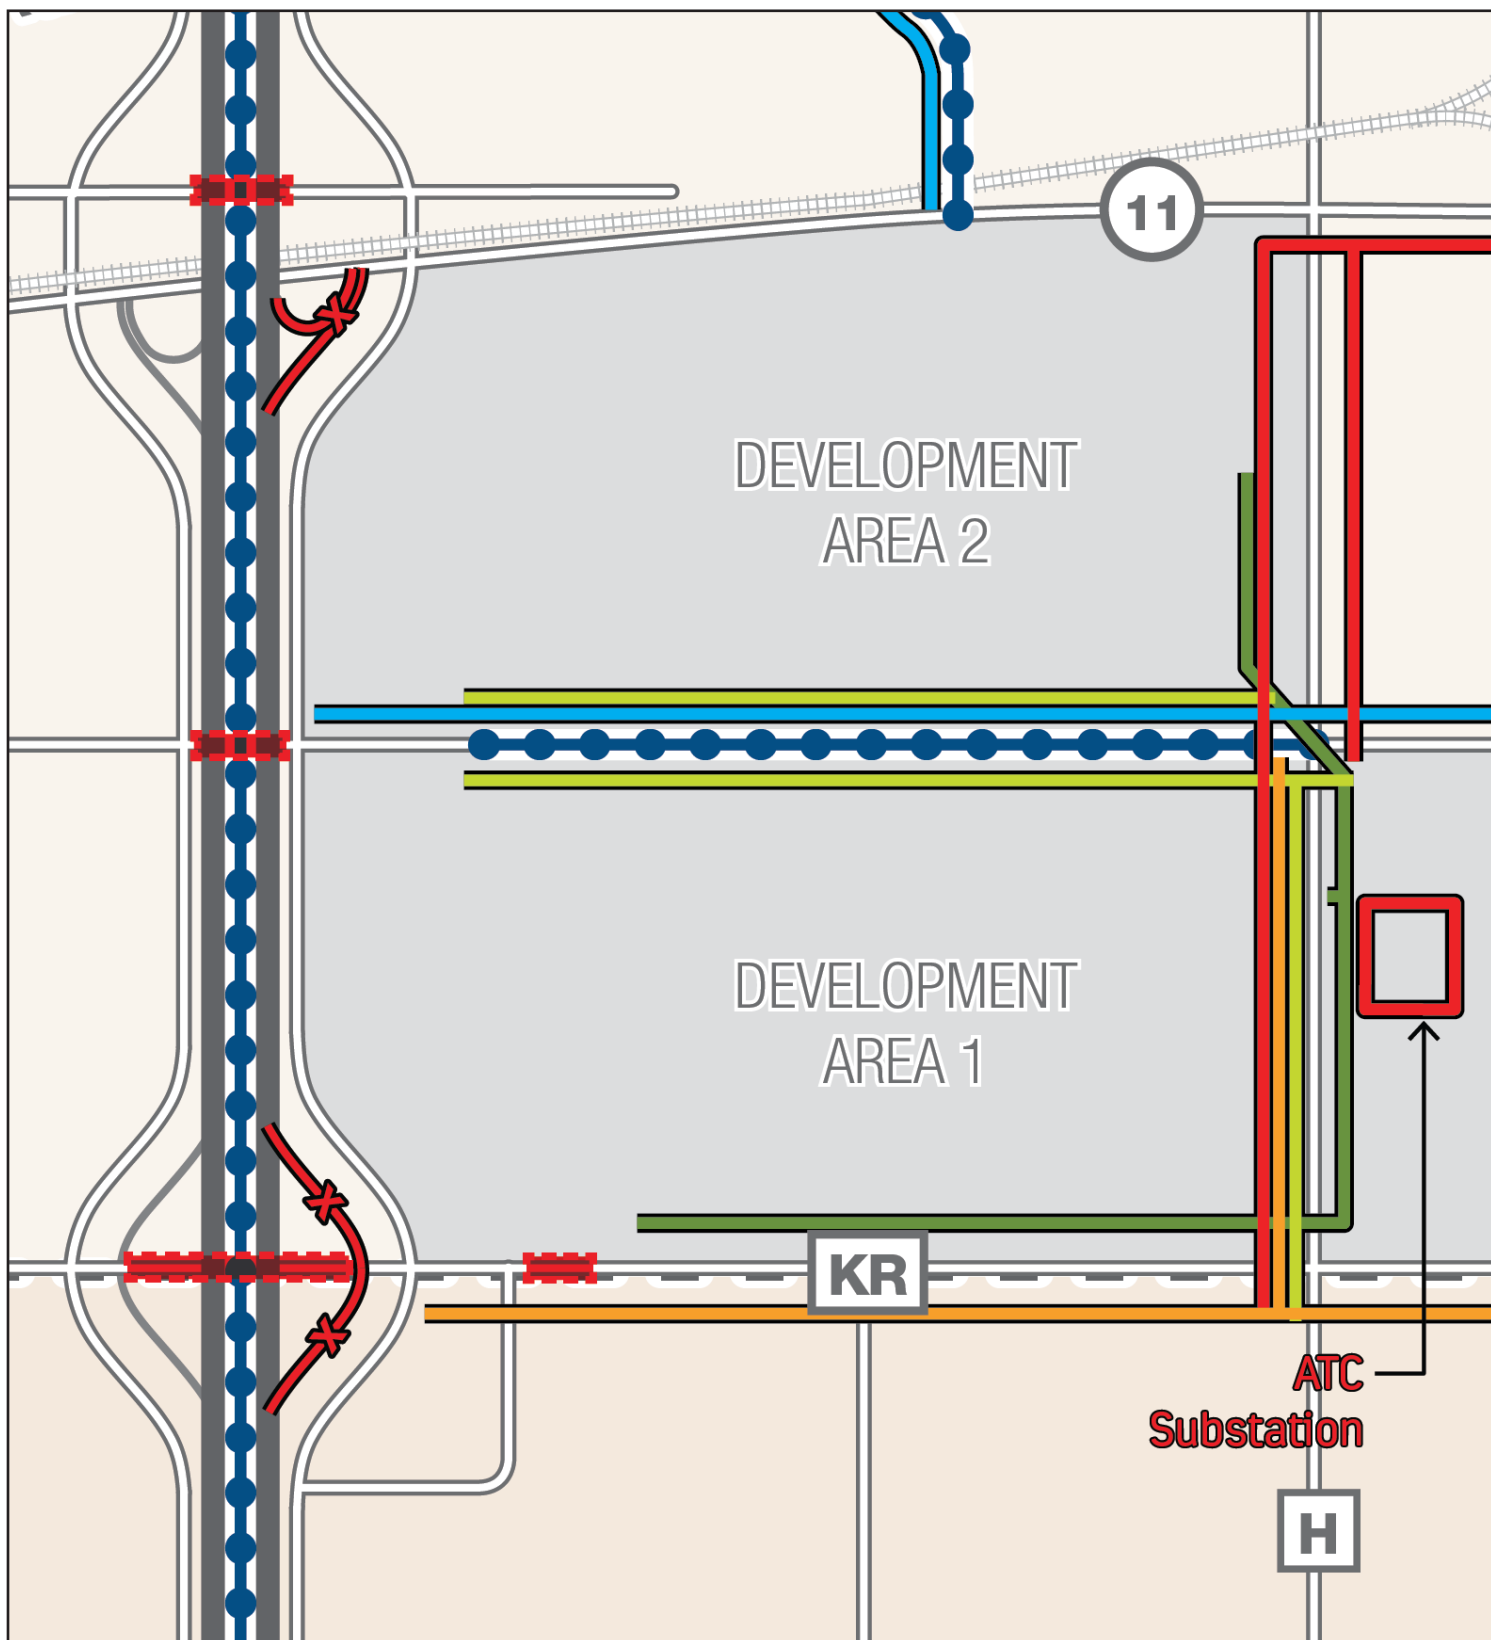 11
DEVELOPMENT
AREA 2
DEVELOPMENT
AREA 1
KR
ATC
Substation
H